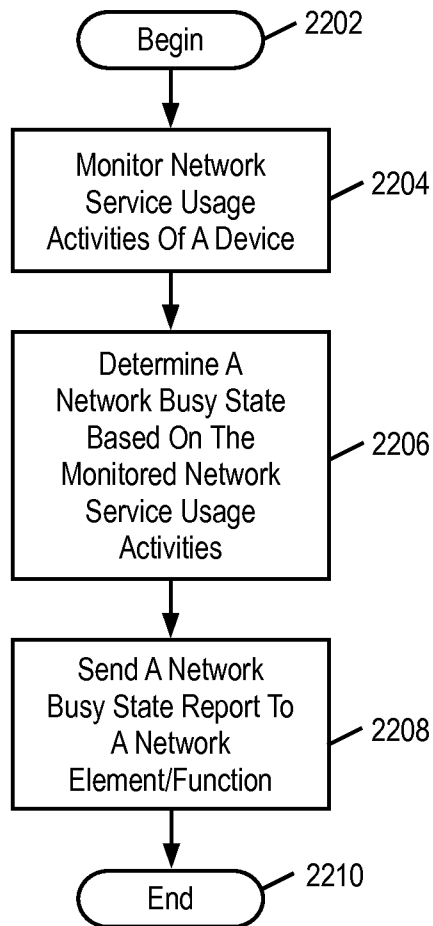 Begin
2202
Monitor Network
Service Usage
Activities Of A Device
2204
Determine A
Network Busy State
Based On The
Monitored Network
Service Usage
Activities
2206
Send A Network
Busy State Report To
A Network
Element/Function
2208
End
2210